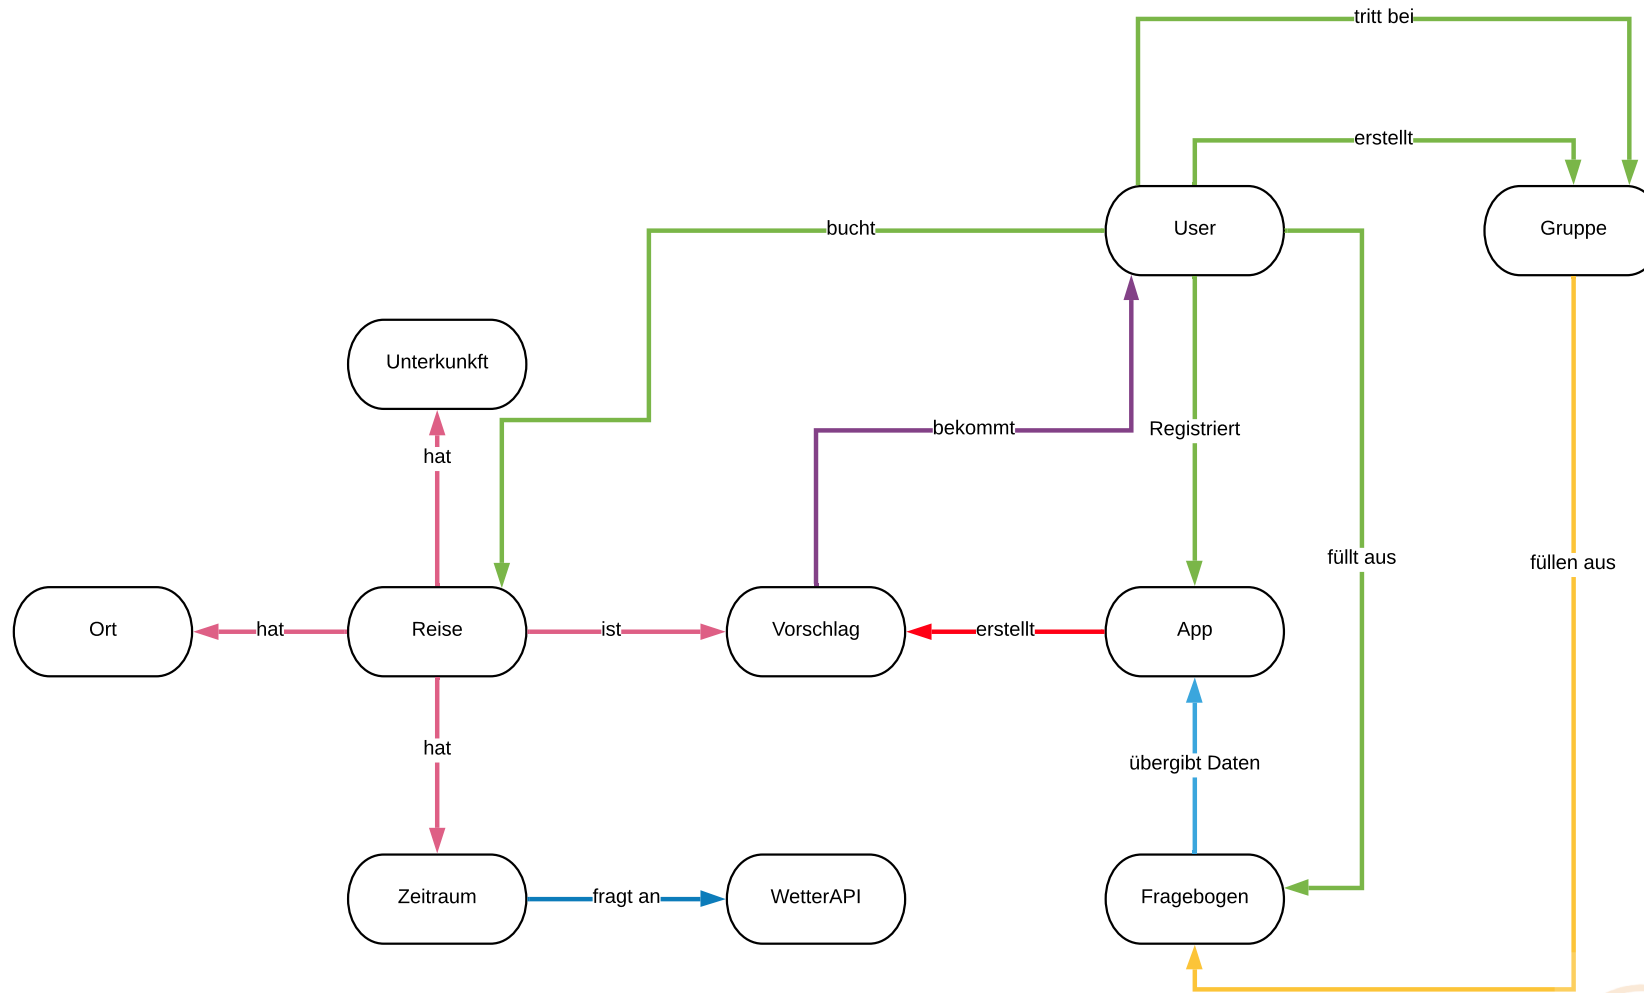 tritt bei
erstellt
bucht
User
Gruppe
Unterkunkft
hat
bekommt
Registriert
füllt aus
füllen aus
Ort
hat
Reise
ist
Vorschlag
erstellt
App
hat
übergibt Daten
Zeitraum
fragt an
WetterAPI
Fragebogen